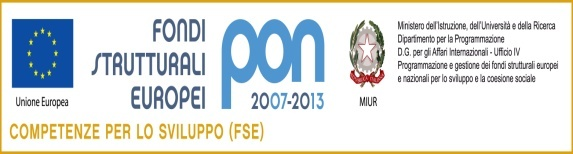 Unione Europea
FONDI
STRUTTURALI
EUROPEI
pon
2007-2013
MIUR
Ministero dell'Istruzione, dell'Università e della Ricerca
Dipartimento per la Programmazione
D.G. per gli Affari Internazionali - Ufficio IV
Programmazione e gestione dei fondi strutturali europei
e nazionali per lo sviluppo e la coesione sociale
COMPETENZE PER LO SVILUPPO (FSE)